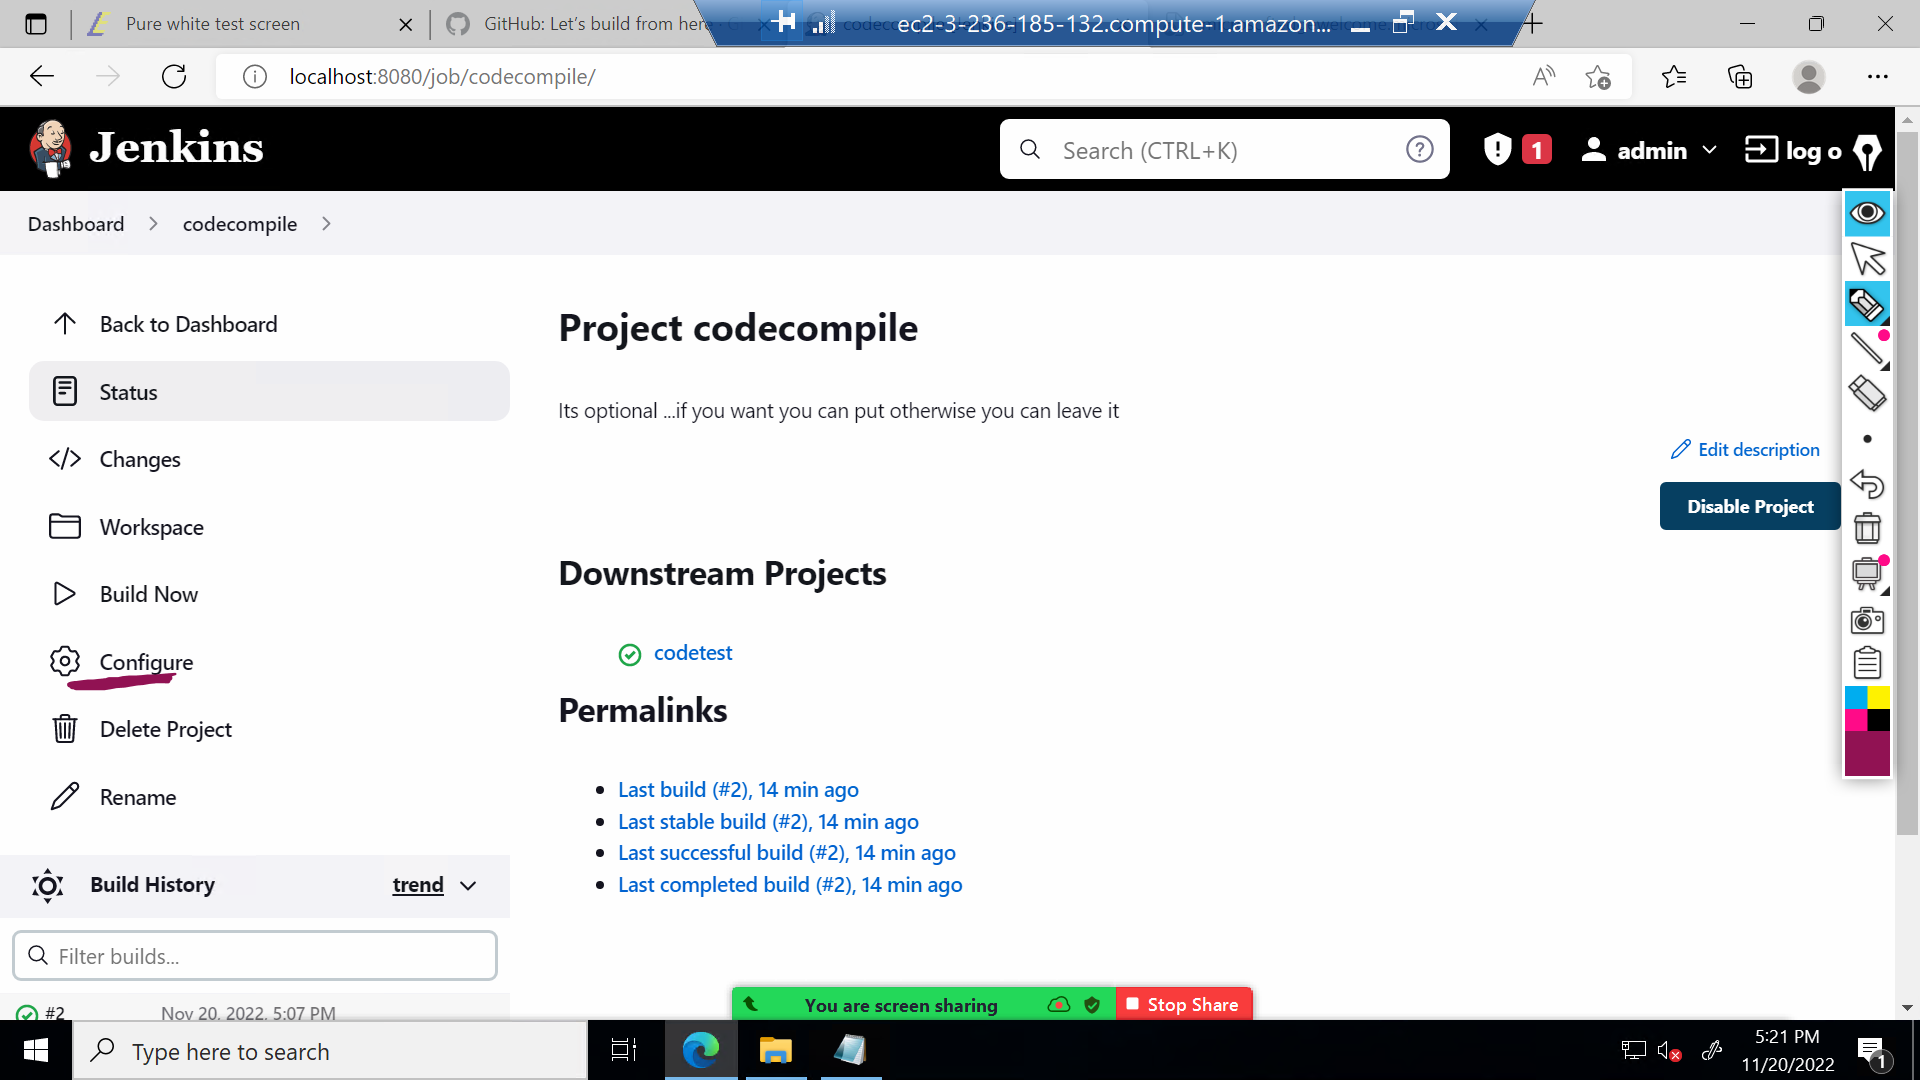 Pure white test screen
GitHub: Let's build from here · G
ec2-3-236-185-132.compute-1.amazon...
localhost:8080/job/codecompile/
Jenkins
Search (CTRL+K)
1
admin
log o
Dashboard
codecompile
Back to Dashboard
Status
Changes
Workspace
Build Now
Configure
Delete Project
Rename
Build History
trend
Filter builds...
#2
Nov 20, 2022, 5:07 PM
Project codecompile
Its optional ...if you want you can put otherwise you can leave it
Edit description
Disable Project
Downstream Projects
codetest
Permalinks
Last build (#2), 14 min ago
Last stable build (#2), 14 min ago
Last successful build (#2), 14 min ago
Last completed build (#2), 14 min ago
You are screen sharing
Stop Share
Type here to search
5:21 PM
11/20/2022
1